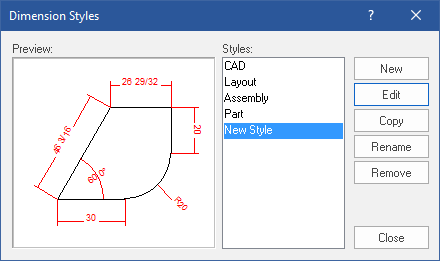 Dimension Styles
?
Preview:
Styles:
26 29/32
46 3/16
20
60.0°
R20
30
CAD
Layout
Assembly
Part
New Style
New
Edit
Copy
Rename
Remove
Close